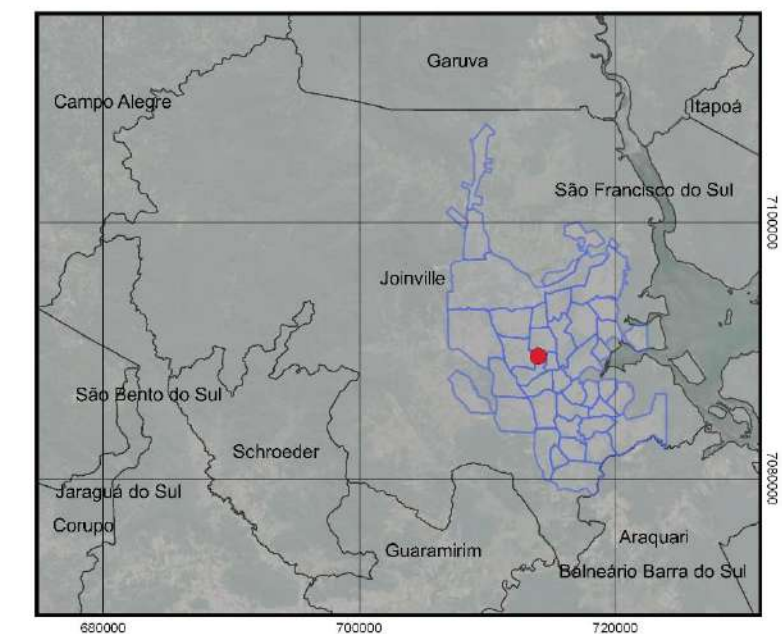 Garuva
Campo Alegre
Itapoá
São Francisco do Sul
7100000
Joinville
São Bento do Sul
Schroeder
7080000
Jaraguá do Sul
Corupo
Araquari
Guaramirim
Balneário Barra do Sul
680000
700000
720000